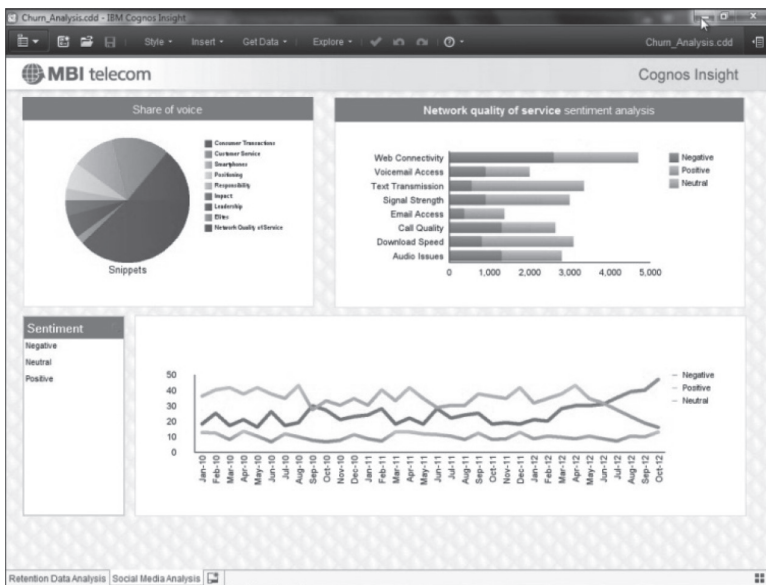 Churn_Analysis.cdd - IBM Cognos Insight
Style Insert Get Data Explore
Churn_Analysis.cdd
MBI telecom
Cognos Insight
Share of voice
Consumer Transactions
Customer Service
Smartphones
Positioning
Responsibility
Impact
Leadership
Elites
Network Quality of Service
Snippets
Network quality of service sentiment analysis
Web Connectivity
Voicemail Access
Text Transmission
Signal Strength
Email Access
Call Quality
Download Speed
Audio Issues
0 1,000 2,000 3,000 4,000 5,000
Negative
Positive
Neutral
Sentiment
Negative
Neutral
Positive
50
40
30
20
10
0
Jan-10 Feb-10 Mar-10 Apr-10 May-10 Jun-10 Jul-10 Aug-10 Sep-10 Oct-10 Nov-10 Dec-10 Jan-11 Feb-11 Mar-11 Apr-11 May-11 Jun-11 Jul-11 Aug-11 Sep-11 Oct-11 Nov-11 Dec-11 Jan-12 Feb-12 Mar-12 Apr-12 May-12 Jun-12 Jul-12 Aug-12 Sep-12 Oct-12
Negative
Positive
Neutral
Retention Data Analysis Social Media Analysis